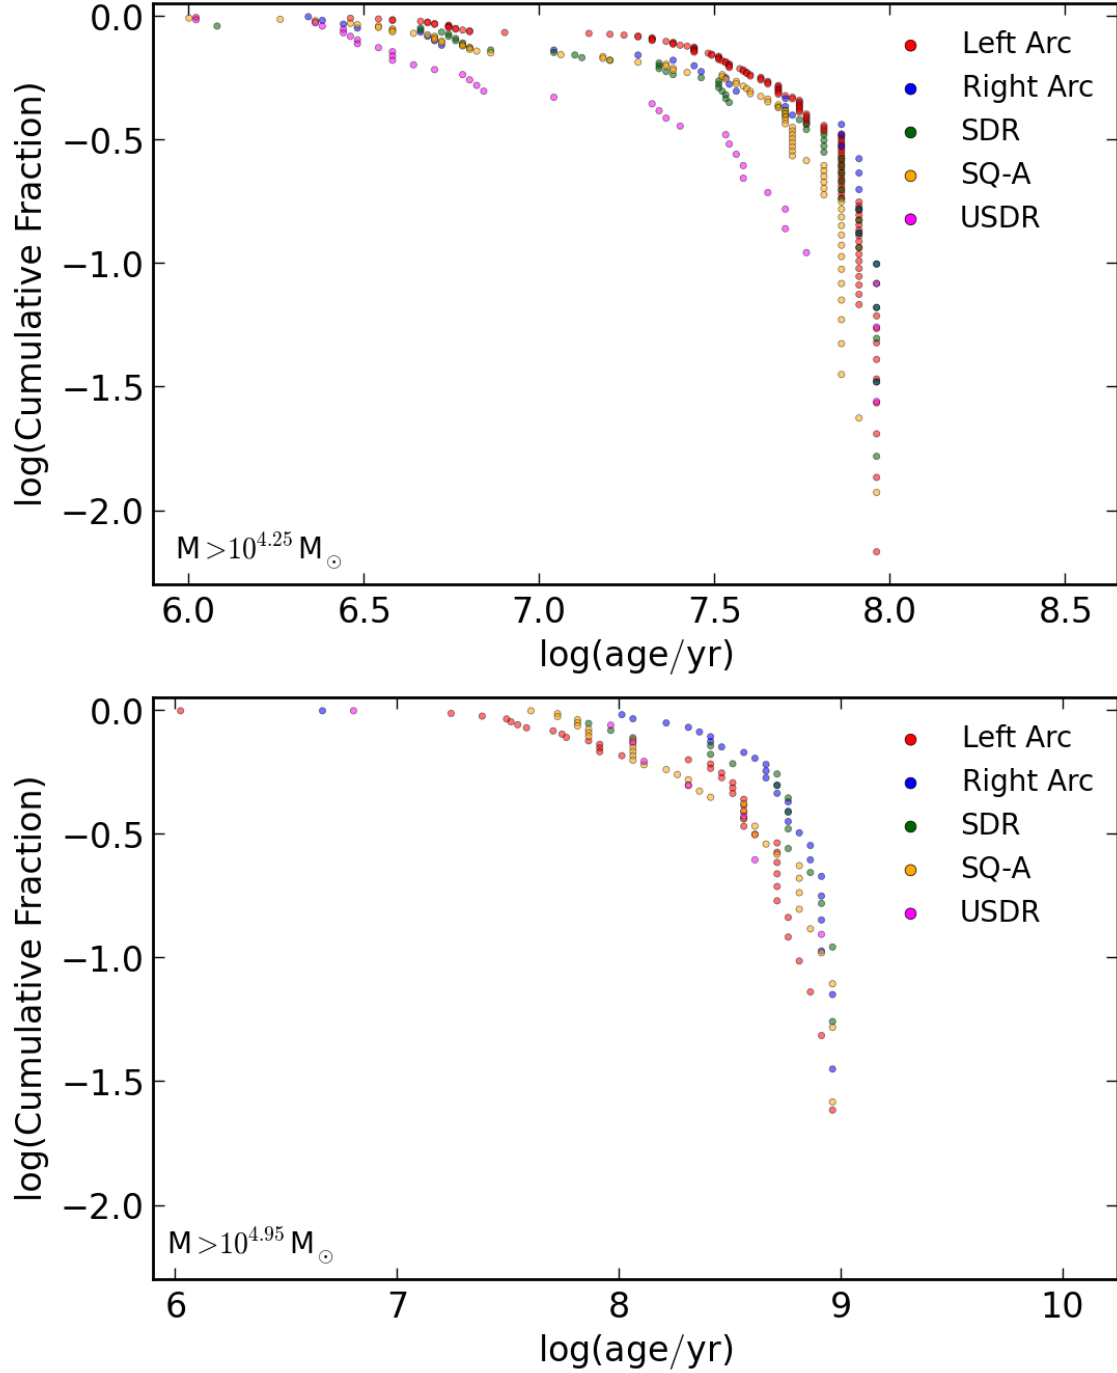 0.0
−0.5
−1.0
−1.5
−2.0
log(Cumulative Fraction)
Left Arc
Right Arc
SDR
SQ-A
USDR
M>10^4.25 M⊙
6.0 6.5 7.0 7.5 8.0 8.5
log(age/yr)
0.0
−0.5
−1.0
−1.5
−2.0
log(Cumulative Fraction)
Left Arc
Right Arc
SDR
SQ-A
USDR
M>10^4.95 M⊙
6 7 8 9 10
log(age/yr)